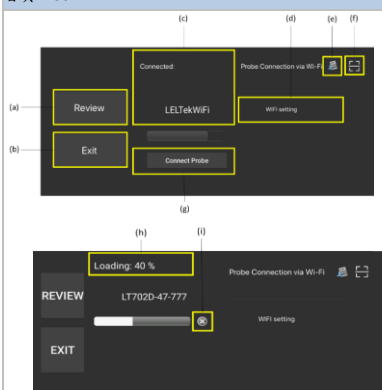 (c)
(d)
(e)
(f)
Connected:
Probe Connection via Wi-Fi
(a)
Review
LELTekWiFi
WIFI setting
(b)
Exit
Connect Probe
(g)
(h)
(i)
Loading: 40 %
Probe Connection via Wi-Fi
REVIEW
LT702D-47-777
WIFI setting
EXIT